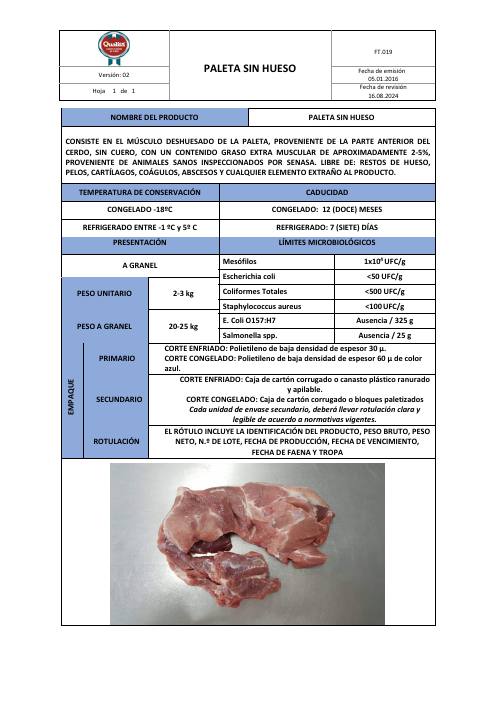 Qualita
Versión: 02
Hoja 1 de 1
PALETA SIN HUESO
FT.019
Fecha de emisión
05.01.2016
Fecha de revisión
16.08.2024
NOMBRE DEL PRODUCTO
PALETA SIN HUESO
CONSISTE EN EL MÚSCULO DESHUESADO DE LA PALETA, PROVENIENTE DE LA PARTE ANTERIOR DEL
CERDO, SIN CUERO, CON UN CONTENIDO GRASO EXTRA MUSCULAR DE APROXIMADAMENTE 2-5%,
PROVENIENTE DE ANIMALES SANOS INSPECCIONADOS POR SENASA. LIBRE DE: RESTOS DE HUESO,
PELOS, CARTÍLAGOS, COÁGULOS, ABSCESOS Y CUALQUIER ELEMENTO EXTRAÑO AL PRODUCTO.
TEMPERATURA DE CONSERVACIÓN
CADUCIDAD
CONGELADO -18ºC
CONGELADO: 12 (DOCE) MESES
REFRIGERADO ENTRE -1 ºC y 5º C
REFRIGERADO: 7 (SIETE) DÍAS
PRESENTACIÓN
LÍMITES MICROBIOLÓGICOS
A GRANEL
Mesófilos
1x10⁶ UFC/g
Escherichia coli
<50 UFC/g
PESO UNITARIO
2-3 kg
Coliformes Totales
<500 UFC/g
Staphylococcus aureus
<100 UFC/g
PESO A GRANEL
20-25 kg
E. Coli O157:H7
Ausencia / 325 g
Salmonella spp.
Ausencia / 25 g
EMPAQUE
PRIMARIO
CORTE ENFRIADO: Polietileno de baja densidad de espesor 30 µ.
CORTE CONGELADO: Polietileno de baja densidad de espesor 60 µ de color
azul.
SECUNDARIO
CORTE ENFRIADO: Caja de cartón corrugado o canasto plástico ranurado
y apilable.
CORTE CONGELADO: Caja de cartón corrugado o bloques paletizados
Cada unidad de envase secundario, deberá llevar rotulación clara y
legible de acuerdo a normativas vigentes.
ROTULACIÓN
EL RÓTULO INCLUYE LA IDENTIFICACIÓN DEL PRODUCTO, PESO BRUTO, PESO
NETO, N.º DE LOTE, FECHA DE PRODUCCIÓN, FECHA DE VENCIMIENTO,
FECHA DE FAENA Y TROPA